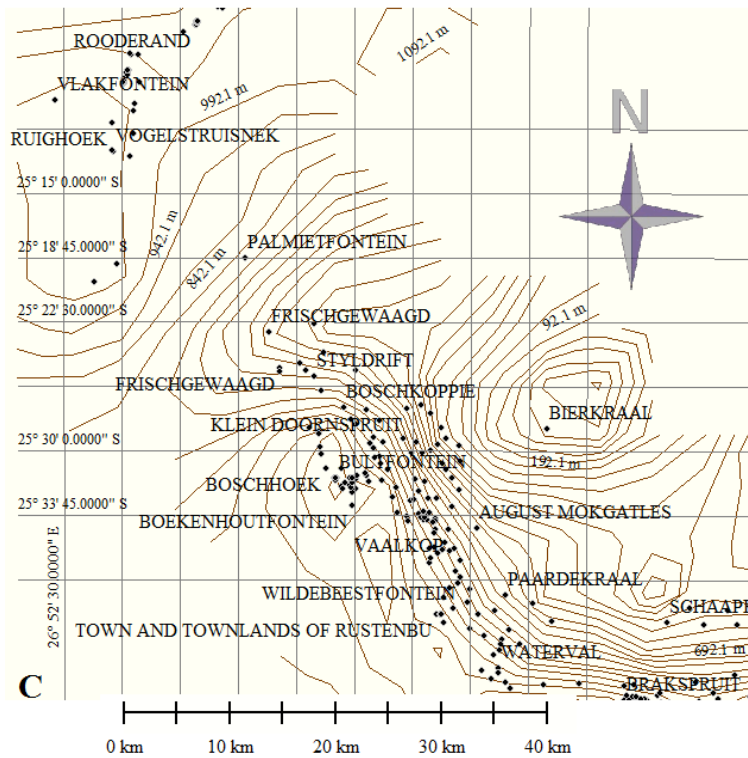 ROODERAND
1092.1 m
N
VLAKFONTEIN
992.1 m
RUIGHOEK
VOGELSTRUISNEK
25° 15' 0.0000" S
942.1 m
PALMIETFONTEIN
25° 18' 45.0000" S
842.1 m
25° 22' 30.0000" S
FRISCHGEWAAGD
92.1 m
STYLDRIFT
FRISCHGEWAAGD
BOSCHKOPPIE
BIERKRAAL
KLEIN DOORNSPRUIT
25° 30' 0.0000" S
BULTFONTEIN
192.1 m
BOSCHHOEK
25° 33' 45.0000" S
AUGUST MOKGATLES
BOEKENHOUTFONTEIN
VAALKOP
26° 52' 30.0000" E
PAARDEKRAAL
WILDEBEESTFONTEIN
SCHAAPK
TOWN AND TOWNLANDS OF RUSTENBU
WATERVAL
692.1 m
C
BRAKSPRUIT
0 km
10 km
20 km
30 km
40 km